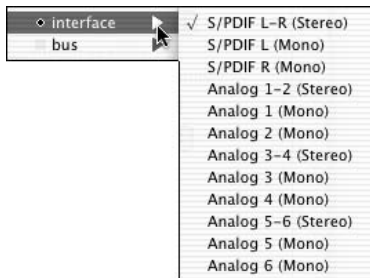 interface
bus
S/PDIF L-R (Stereo)
S/PDIF L (Mono)
S/PDIF R (Mono)
Analog 1-2 (Stereo)
Analog 1 (Mono)
Analog 2 (Mono)
Analog 3-4 (Stereo)
Analog 3 (Mono)
Analog 4 (Mono)
Analog 5-6 (Stereo)
Analog 5 (Mono)
Analog 6 (Mono)